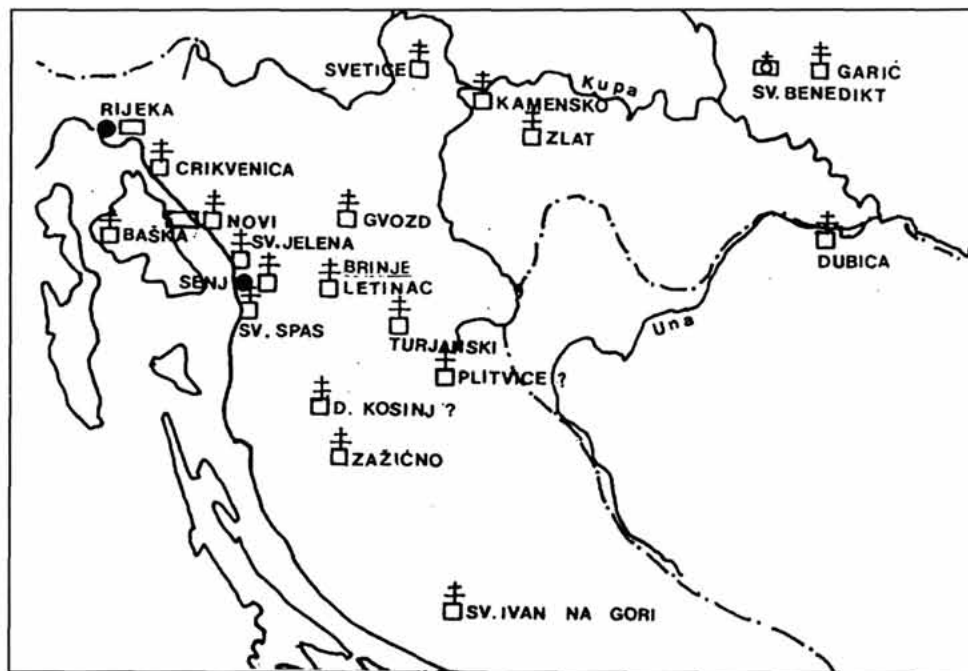 SVETICE
Kupa
GARIĆ
SV. BENEDIKT
KAMENSKO
RIJEKA
ZLAT
CRIKVENICA
NOVI
GVOZD
BAŠKA
SV. JELENA
DUBICA
BRINJE
SENJ
LETINAC
SV. SPAS
Una
TURJANSKI
PLITVICE ?
D. KOSINJ ?
ZAŽIĆNO
SV. IVAN NA GORI